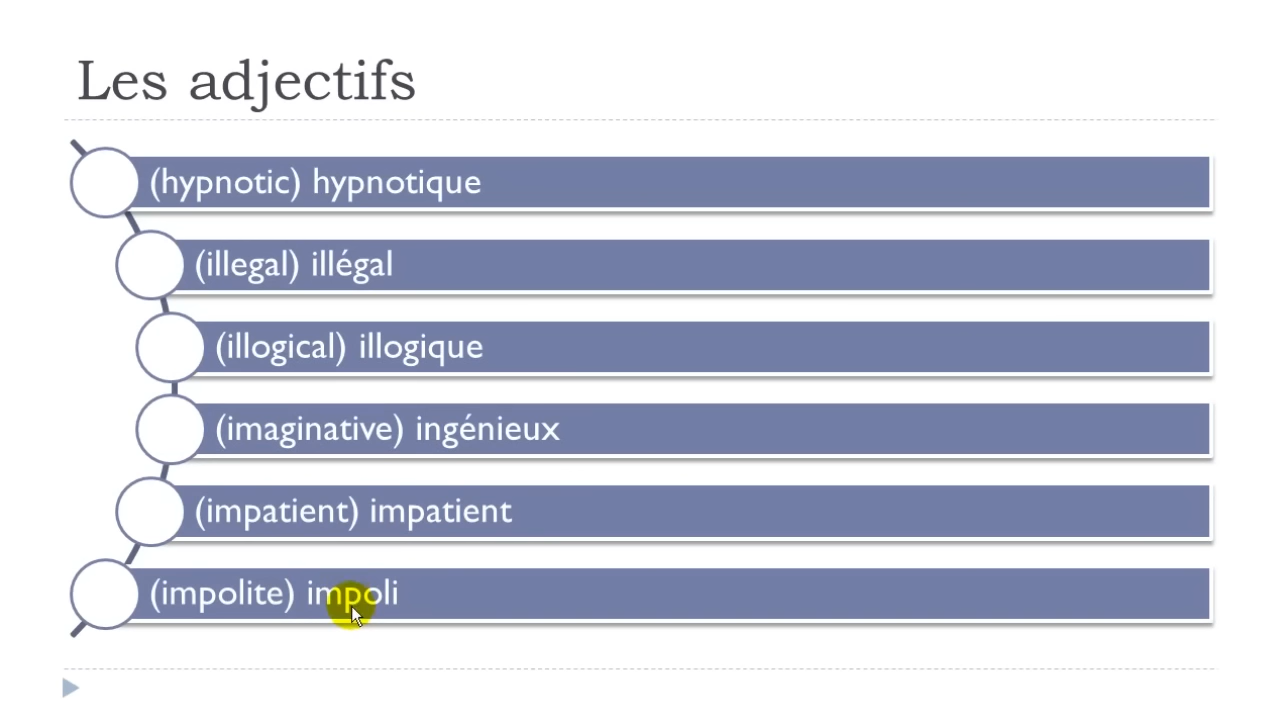 Les adjectifs
(hypnotic) hypnotique
(illegal) illégal
(illogical) illogique
(imaginative) ingénieux
(impatient) impatient
(impolite) impoli